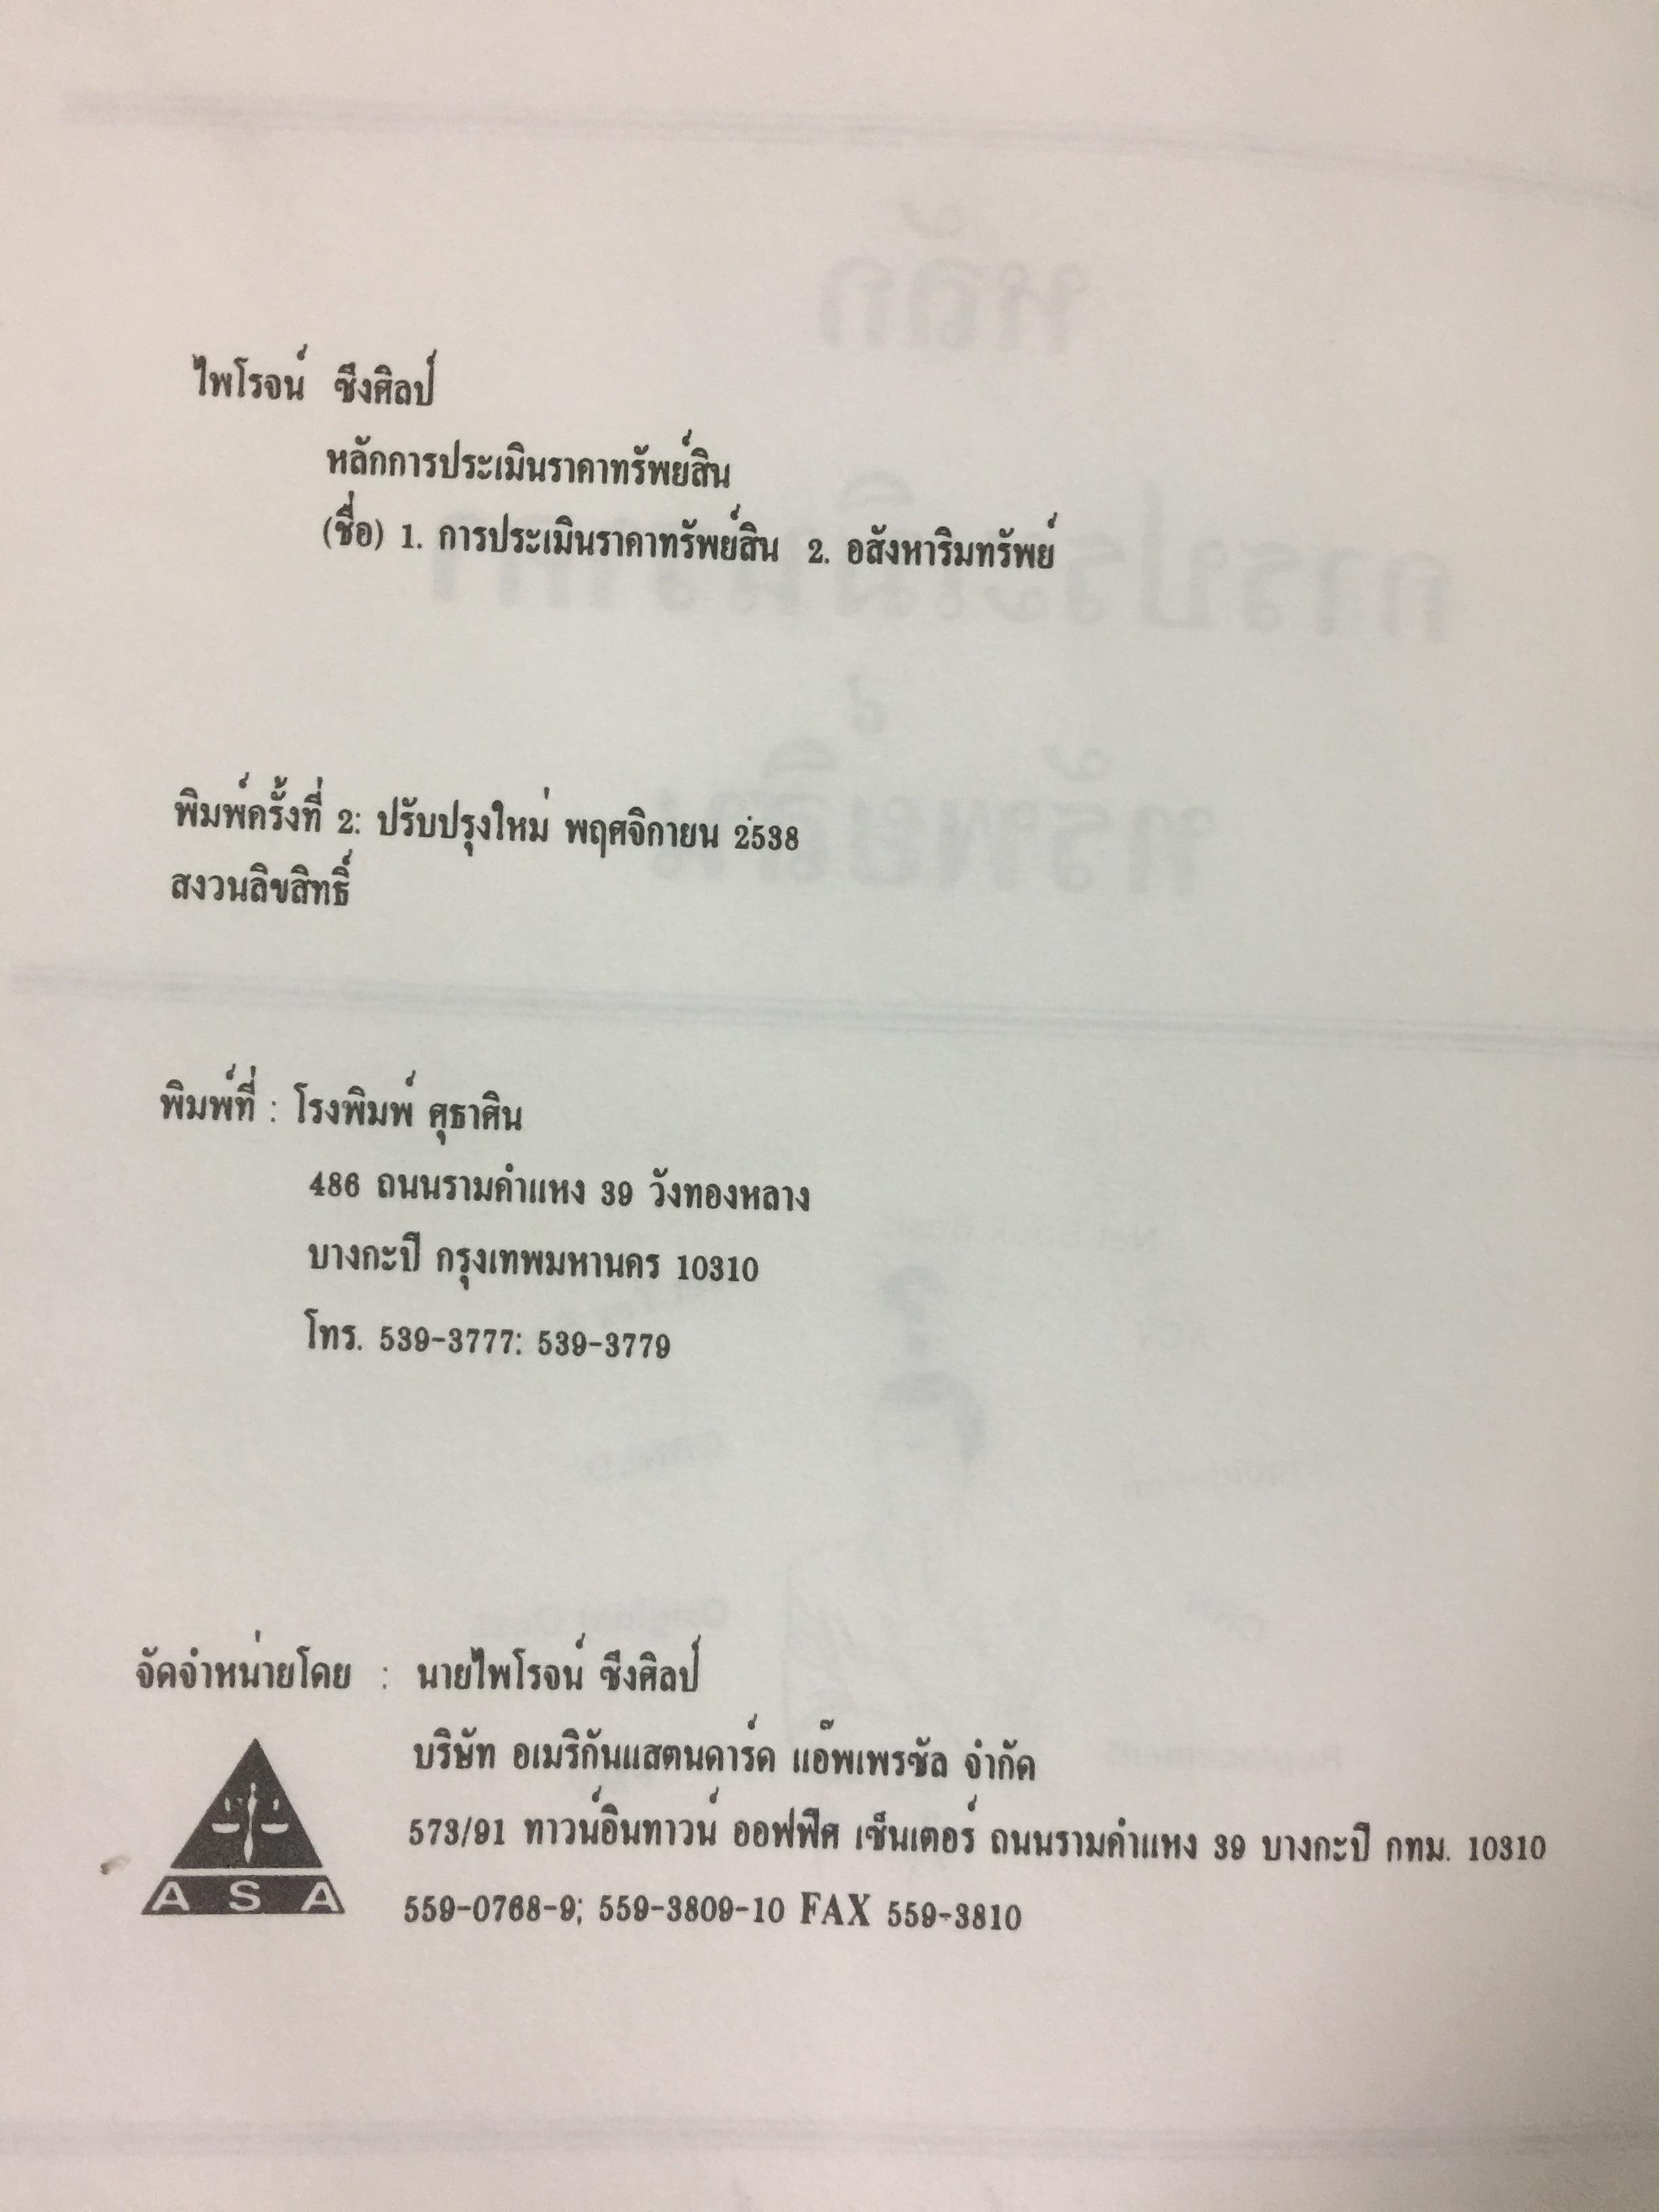 ไพโรจน์ ซึงศิลป์
หลักการประเมินราคาทรัพย์สิน
(ชื่อ) 1. การประเมินราคาทรัพย์สิน 2. อสังหาริมทรัพย์
พิมพ์ครั้งที่ 2: ปรับปรุงใหม่ พฤศจิกายน 2538
สงวนลิขสิทธิ์
พิมพ์ที่ : โรงพิมพ์ ศุธาศิน
486 ถนนรามคำแหง 39 วังทองหลาง
บางกะปี กรุงเทพมหานคร 10310
โทร. 539-3777: 539-3779
จัดจำหน่ายโดย : นายไพโรจน์ ซึงศิลป์
บริษัท อเมริกันแสตนดาร์ด แอ๊พเพรซัล จำกัด
573/91 ทาวน์อินทาวน์ ออฟฟิศ เซ็นเตอร์ ถนนรามคำแหง 39 บางกะปี กทม. 10310
559-0768-9; 559-3809-10 FAX 559-3810
ASA